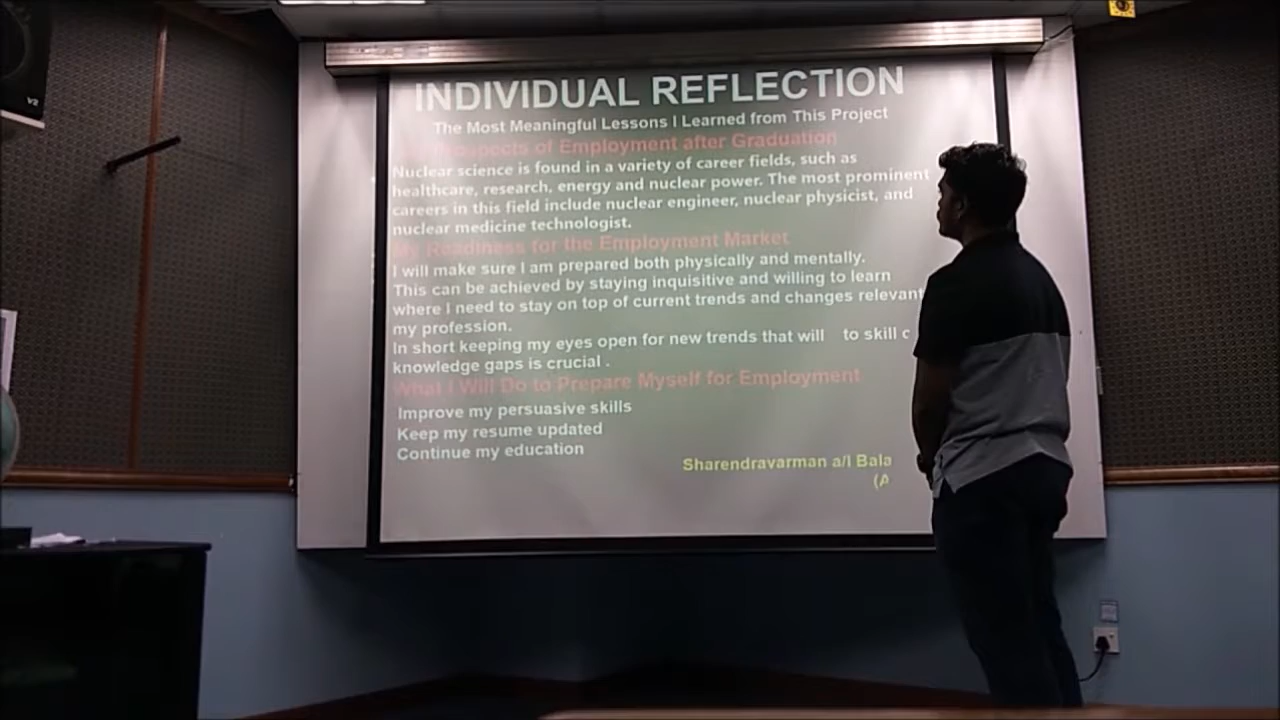 INDIVIDUAL REFLECTION
The Most Meaningful Lessons I Learned from This Project
Prospects of Employment after Graduation
Nuclear science is found in a variety of career fields, such as
healthcare, research, energy and nuclear power. The most prominent
careers in this field include nuclear engineer, nuclear physicist, and
nuclear medicine technologist.
My Readiness for the Employment Market
I will make sure I am prepared both physically and mentally.
This can be achieved by staying inquisitive and willing to learn
where I need to stay on top of current trends and changes relevant
my profession.
In short keeping my eyes open for new trends that will to skill
knowledge gaps is crucial .
What I Will Do to Prepare Myself for Employment
Improve my persuasive skills
Keep my resume updated
Continue my education
Sharendravarman a/l Bala
V2